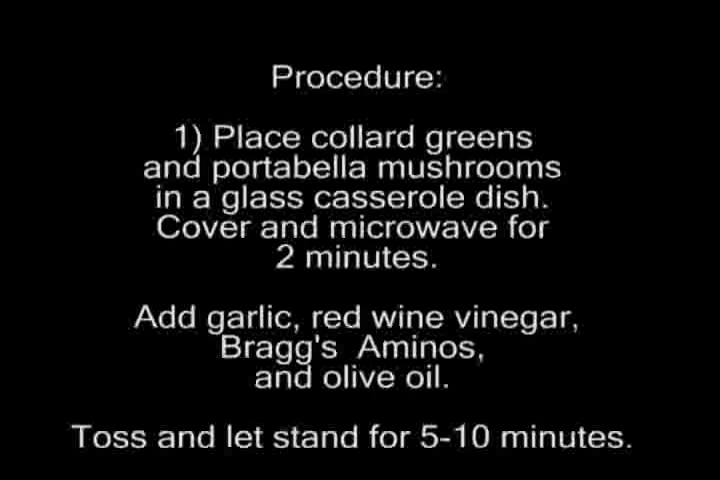 Procedure:
1) Place collard greens
and portabella mushrooms
in a glass casserole dish.
Cover and microwave for
2 minutes.
Add garlic, red wine vinegar,
Bragg's  Aminos,
and olive oil.
Toss and let stand for 5-10 minutes.